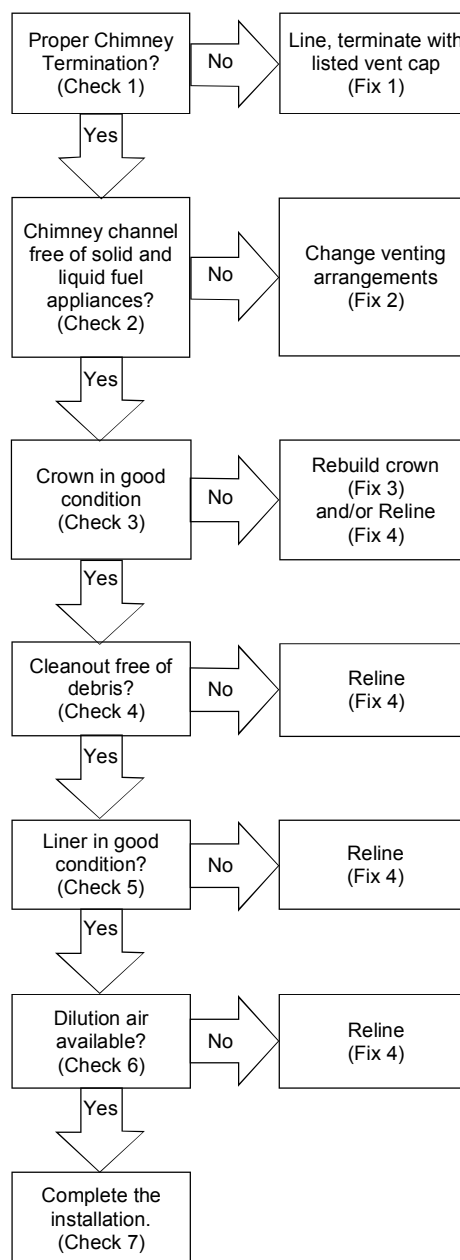 Proper Chimney
Termination?
(Check 1)
No
Line, terminate with
listed vent cap
(Fix 1)
Yes
Chimney channel
free of solid and
liquid fuel
appliances?
(Check 2)
No
Change venting
arrangements
(Fix 2)
Yes
Crown in good
condition
(Check 3)
No
Rebuild crown
(Fix 3)
and/or Reline
(Fix 4)
Yes
Cleanout free of
debris?
(Check 4)
No
Reline
(Fix 4)
Yes
Liner in good
condition?
(Check 5)
No
Reline
(Fix 4)
Yes
Dilution air
available?
(Check 6)
No
Reline
(Fix 4)
Yes
Complete the
installation.
(Check 7)